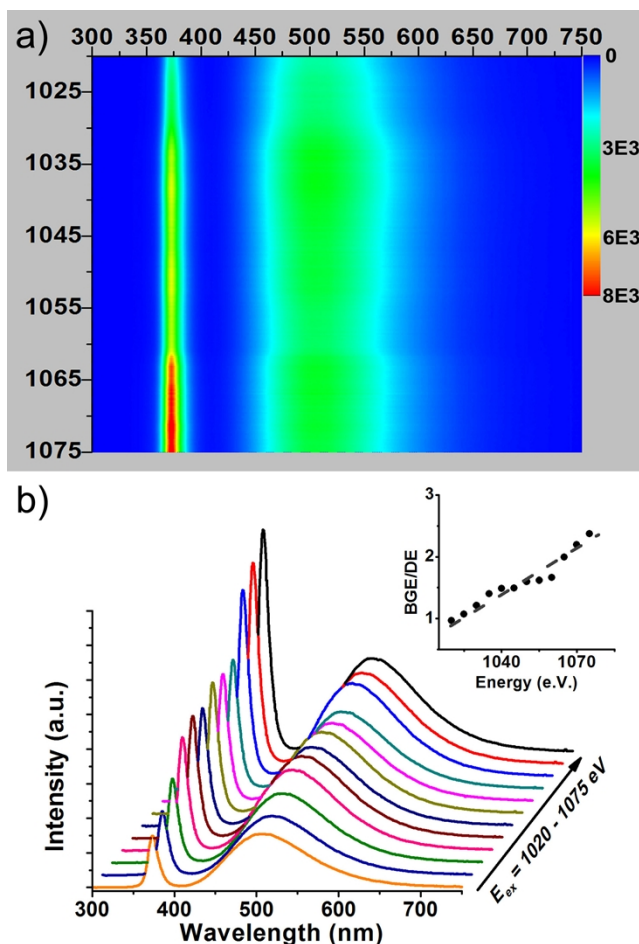 a)
300 350 400 450 500 550 600 650 700 750
1025
1035
1045
1055
1065
1075
0
3E3
6E3
8E3
b)
Intensity (a.u.)
300 400 500 600 700
Wavelength (nm)
E_ex = 1020 - 1075 eV
3
2
1
BGE/DE
1040 1070
Energy (e.V.)